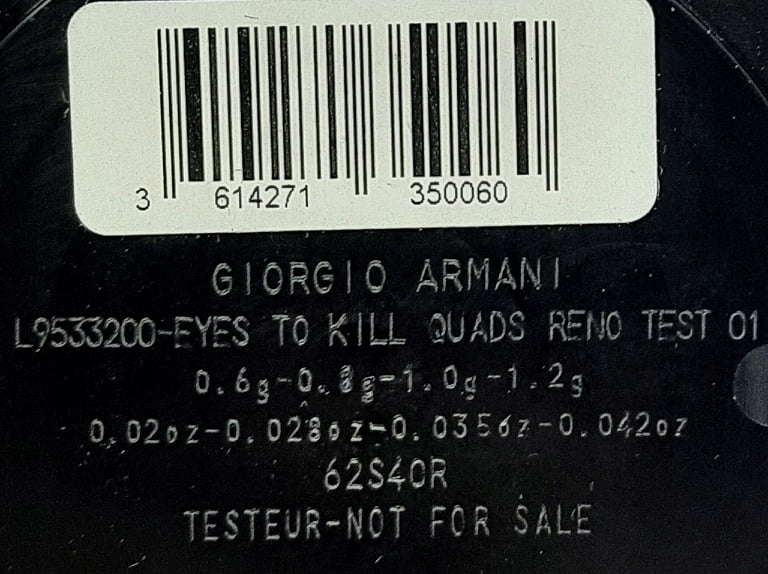 3 614271 350060
GIORGIO ARMANI
L9533200-EYES TO KILL QUADS RENO TEST 01
0.6g-0.8g-1.0g-1.2g
0.02oz-0.028oz-0.035oz-0.042oz
62S40R
TESTEUR-NOT FOR SALE